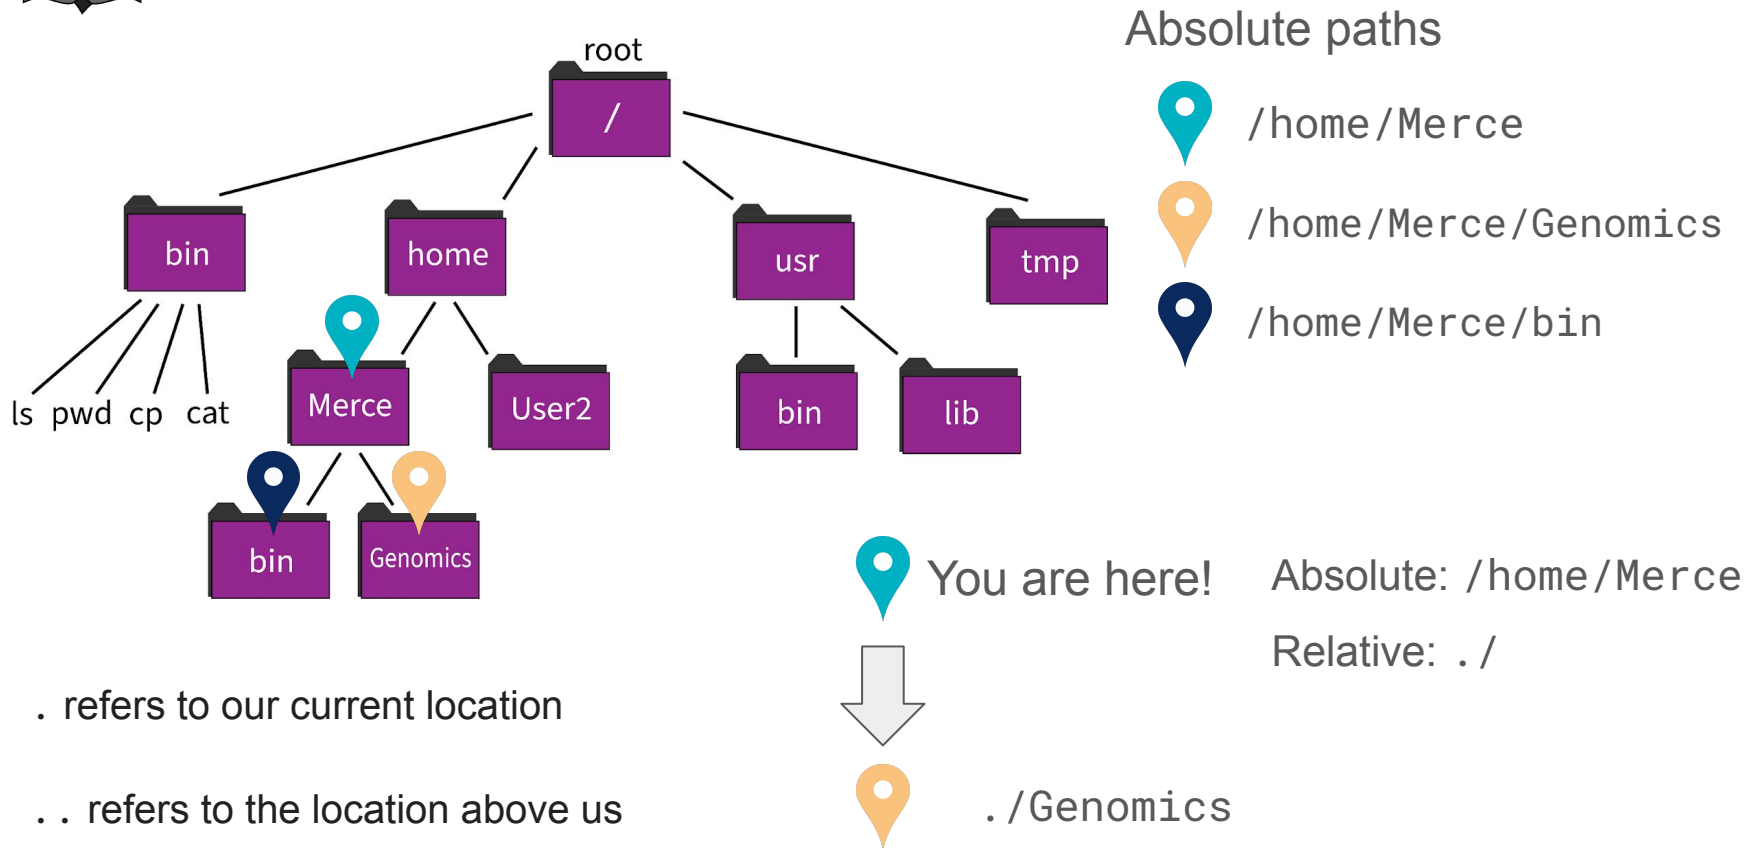 root
/
bin
home
usr
tmp
ls pwd cp cat
Merce
User2
bin
lib
bin
Genomics
Absolute paths
/home/Merce
/home/Merce/Genomics
/home/Merce/bin
You are here!
Absolute: /home/Merce
Relative: ./
./Genomics
. refers to our current location
.. refers to the location above us